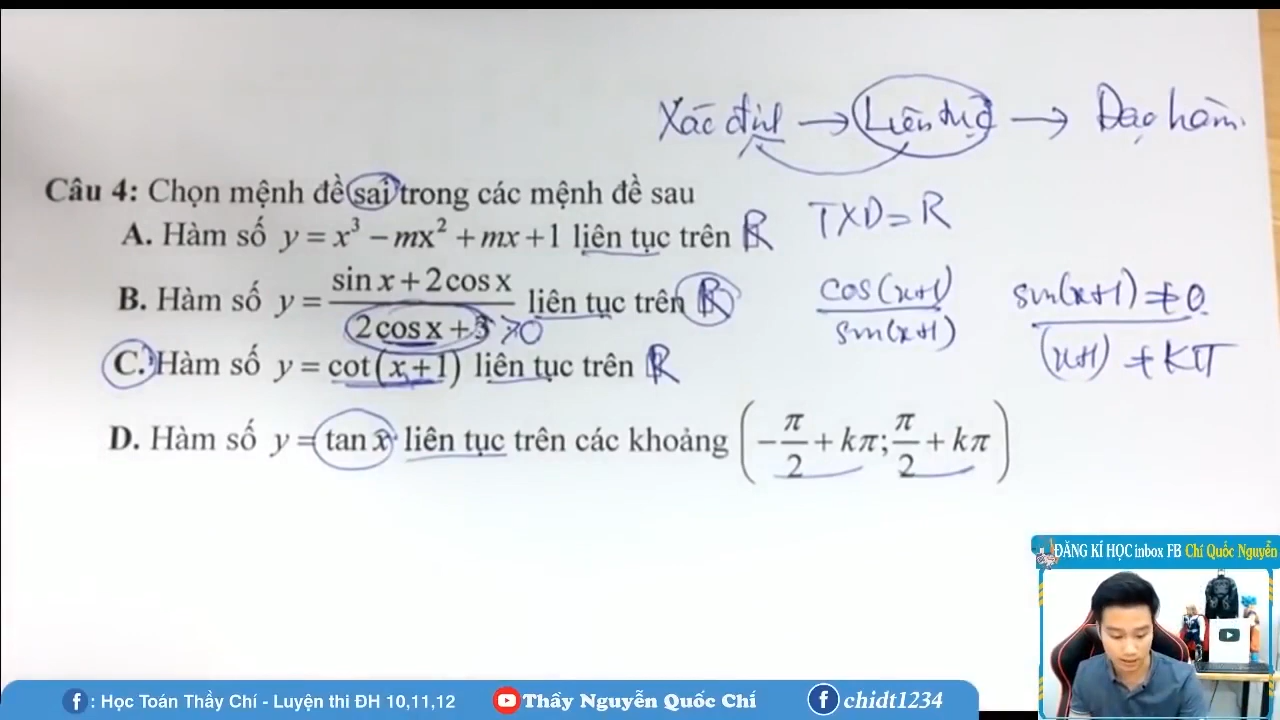 Xác định → Liên tục → Đạo hàm.
Câu 4: Chọn mệnh đề sai trong các mệnh đề sau
A. Hàm số y = x³ − mx² + mx + 1 liên tục trên ℝ TXD = R
B. Hàm số y = (sin x + 2cos x)/(2cos x + 3) liên tục trên ℝ
>0
cos(x+1)/sin(x+1)
sin(x+1) ≠ 0
(x+1) ≠ kπ
C. Hàm số y = cot(x + 1) liên tục trên ℝ
D. Hàm số y = tan x liên tục trên các khoảng (−π/2 + kπ; π/2 + kπ)
ĐĂNG KÍ HỌC inbox FB Chí Quốc Nguyễn
f : Học Toán Thầy Chí - Luyện thi ĐH 10,11,12
Thầy Nguyễn Quốc Chí
f chidt1234